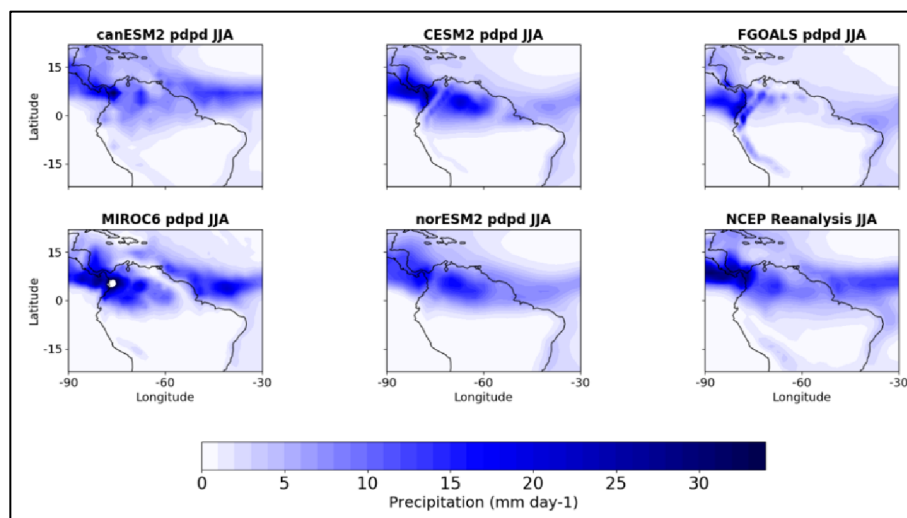 canESM2 pdpd JJA
CESM2 pdpd JJA
FGOALS pdpd JJA
15
0
-15
Latitude
MIROC6 pdpd JJA
norESM2 pdpd JJA
NCEP Reanalysis JJA
15
0
-15
Latitude
-90 -60 -30
-90 -60 -30
-90 -60 -30
Longitude
Longitude
Longitude
0 5 10 15 20 25 30
Precipitation (mm day-1)